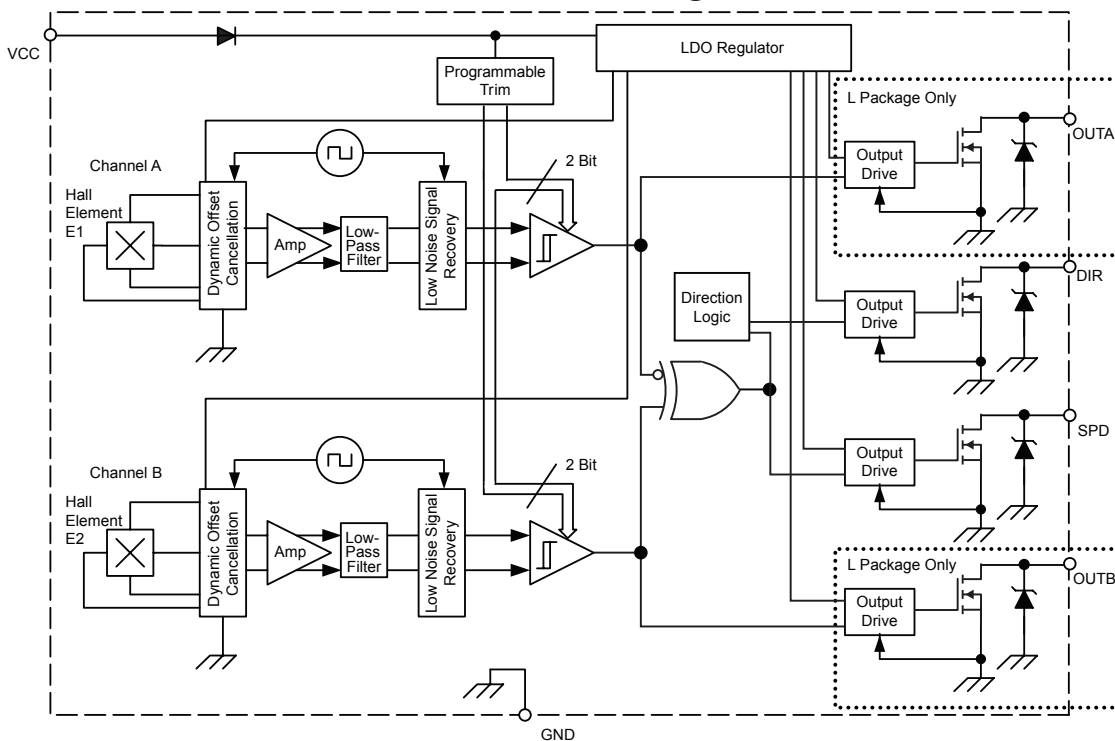 VCC
LDO Regulator
Programmable
Trim
L Package Only
OUTA
Output
Drive
2 Bit
Channel A
Hall
Element
E1
Dynamic Offset
Cancellation
Amp
Low-
Pass
Filter
Low Noise Signal
Recovery
DIR
Direction
Logic
Output
Drive
SPD
Output
Drive
2 Bit
Channel B
Hall
Element
E2
Dynamic Offset
Cancellation
Amp
Low-
Pass
Filter
Low Noise Signal
Recovery
L Package Only
OUTB
Output
Drive
GND